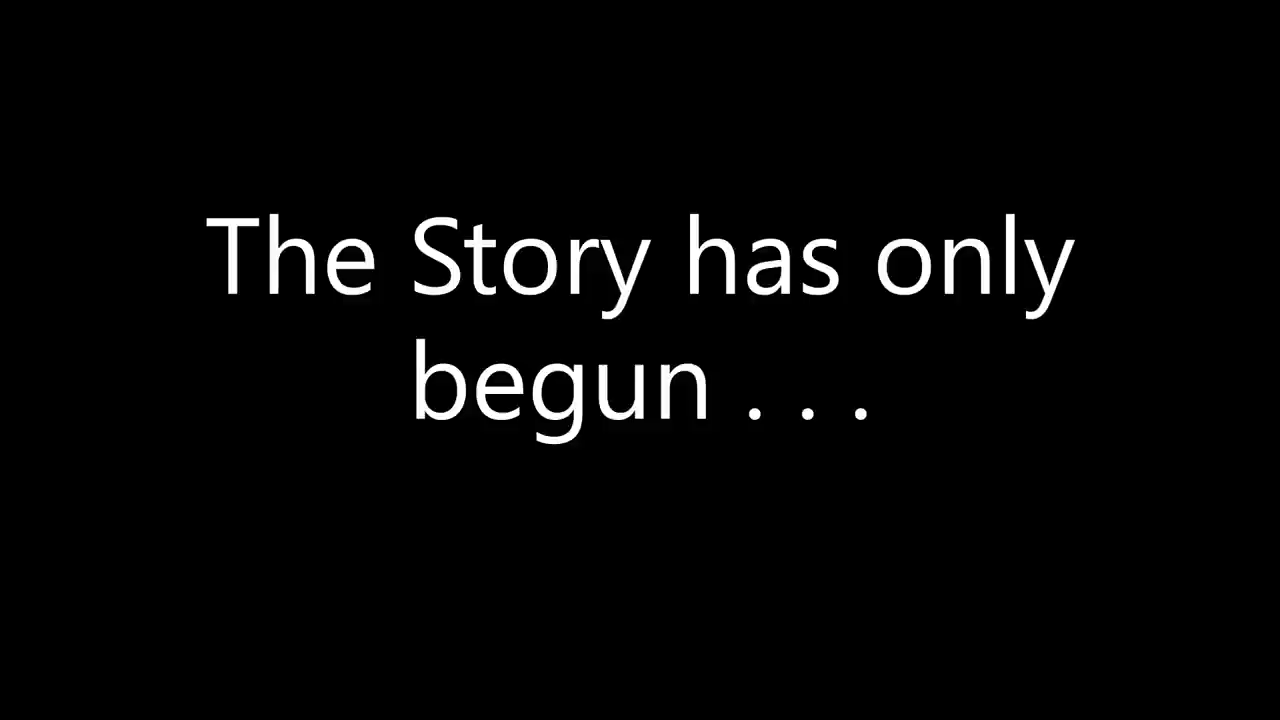 The Story has only
begun . . .